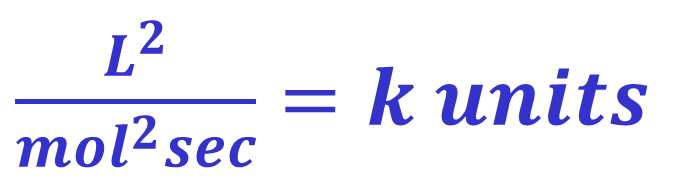 L²
mol²sec = k units